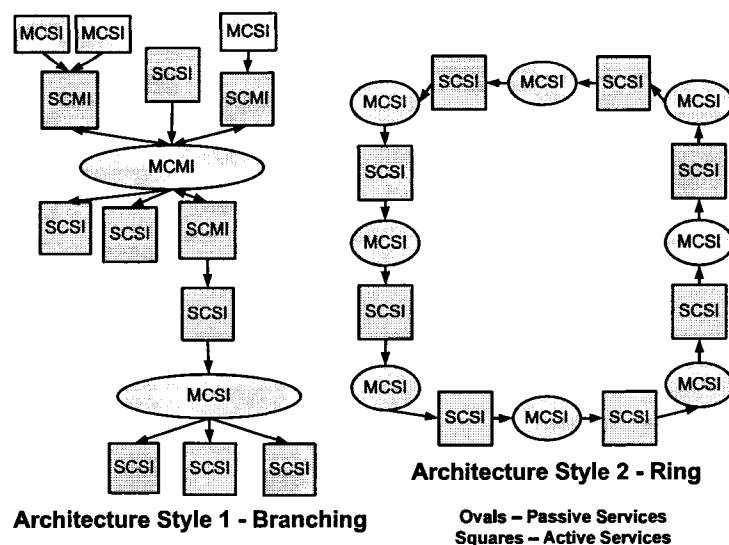 MCSI MCSI MCSI
SCSI
SCMI SCMI
MCMI
SCSI SCSI SCMI
SCSI
MCSI
SCSI SCSI SCSI
Architecture Style 1 - Branching
SCSI MCSI SCSI
MCSI MCSI
SCSI SCSI
MCSI MCSI
SCSI SCSI
MCSI MCSI
SCSI MCSI SCSI
Architecture Style 2 - Ring
Ovals – Passive Services
Squares – Active Services